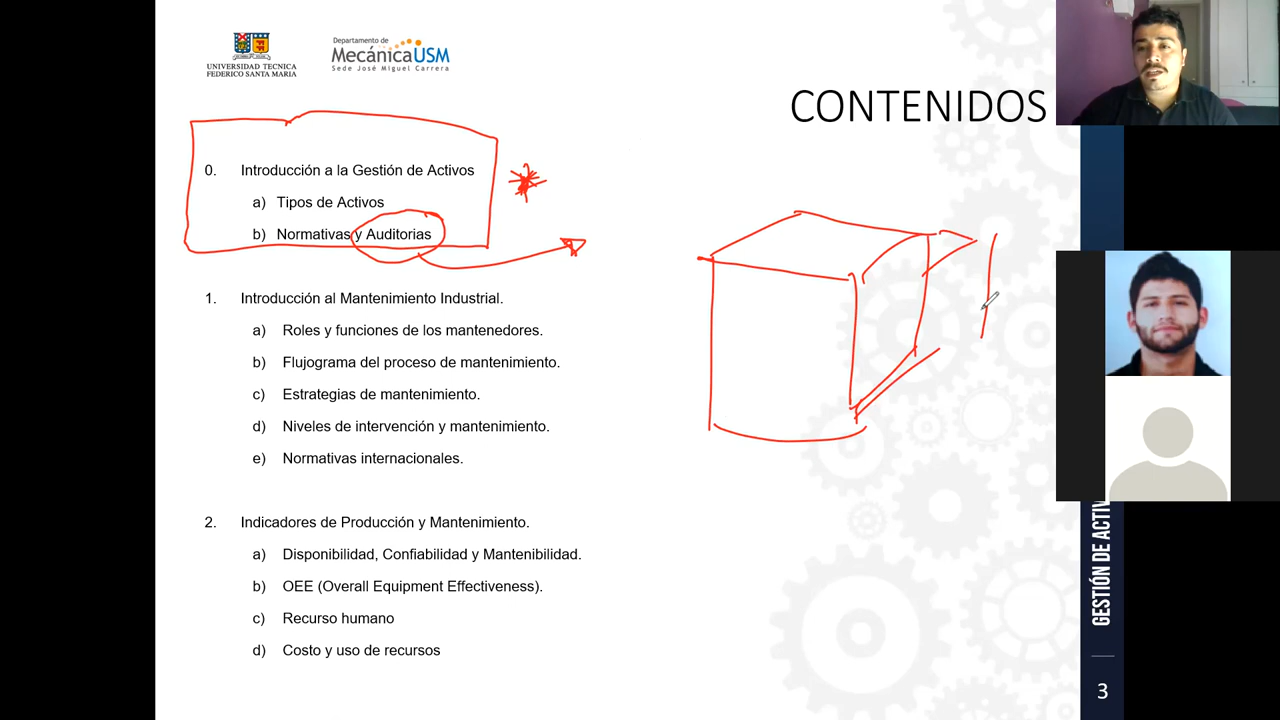 UNIVERSIDAD TECNICA
FEDERICO SANTA MARIA
Departamento de
MecánicaUSM
Sede José Miguel Carrera
CONTENIDOS
0. Introducción a la Gestión de Activos
a) Tipos de Activos
b) Normativas y Auditorias
1. Introducción al Mantenimiento Industrial.
a) Roles y funciones de los mantenedores.
b) Flujograma del proceso de mantenimiento.
c) Estrategias de mantenimiento.
d) Niveles de intervención y mantenimiento.
e) Normativas internacionales.
2. Indicadores de Producción y Mantenimiento.
a) Disponibilidad, Confiabilidad y Mantenibilidad.
b) OEE (Overall Equipment Effectiveness).
c) Recurso humano
d) Costo y uso de recursos
GESTIÓN DE
3